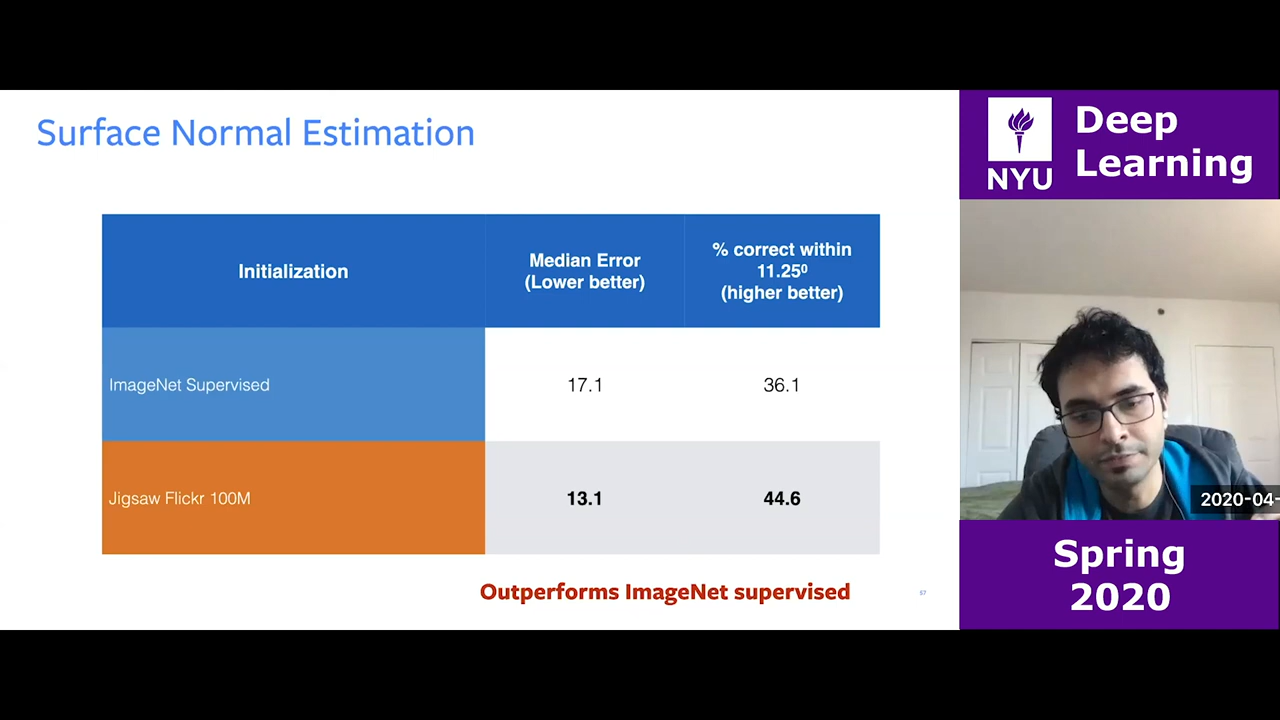 Surface Normal Estimation
Initialization
Median Error
(Lower better)
% correct within
11.25⁰
(higher better)
ImageNet Supervised
17.1
36.1
Jigsaw Flickr 100M
13.1
44.6
Outperforms ImageNet supervised
57
NYU
Deep
Learning
2020-04-
Spring
2020